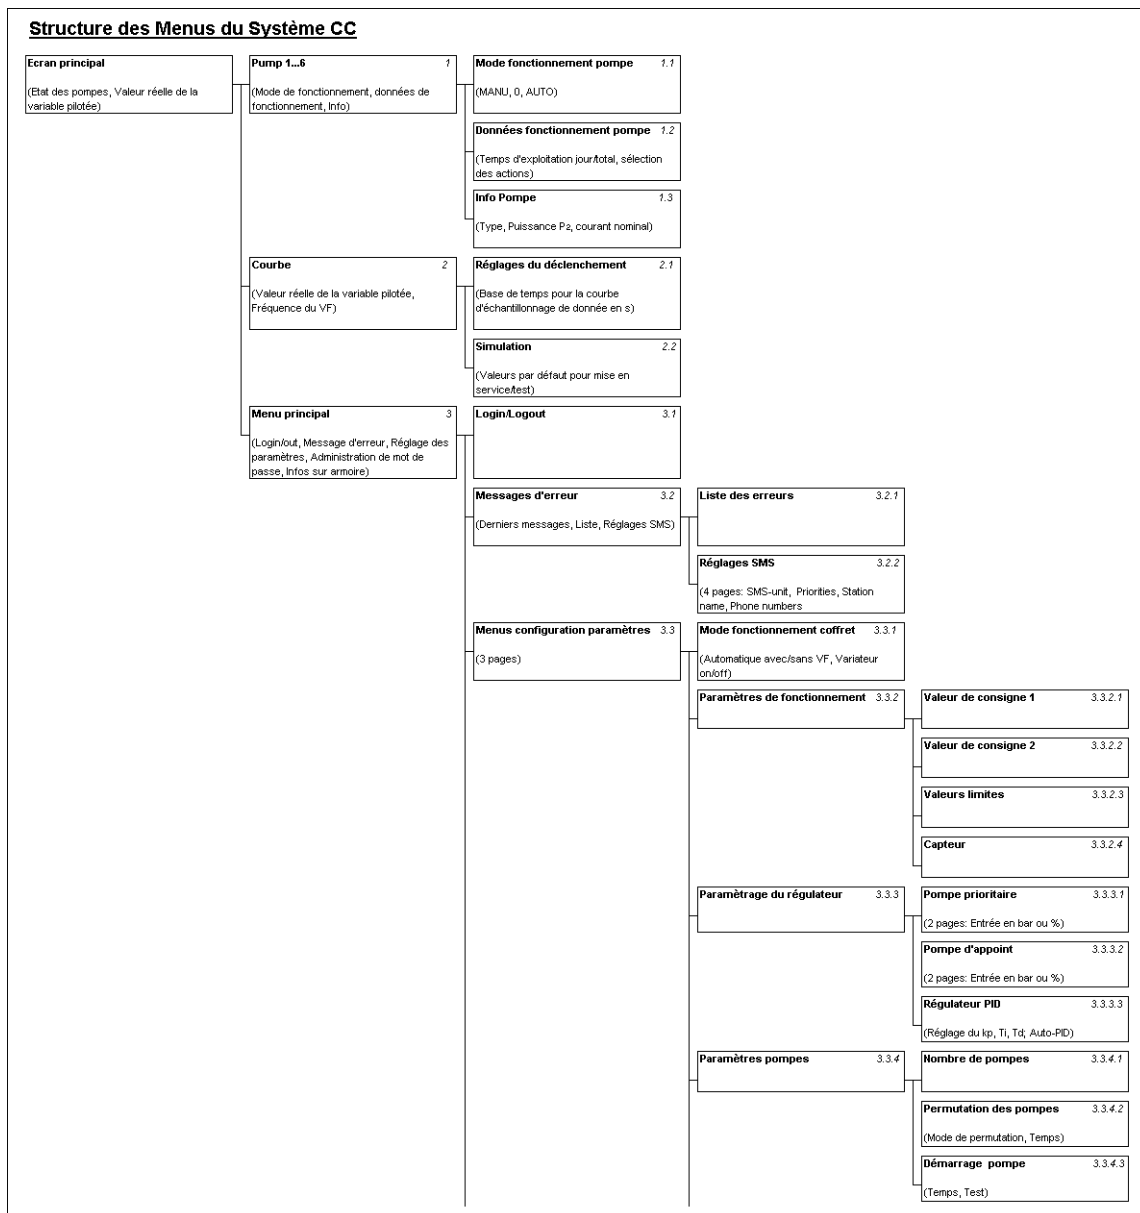 Structure des Menus du Système CC
Ecran principal
(Etat des pompes, Valeur réelle de la
variable pilotée)
Pump 1...6 1
(Mode de fonctionnement, données de
fonctionnement, Info)
Mode fonctionnement pompe 1.1
(MANU, 0, AUTO)
Données fonctionnement pompe 1.2
(Temps d'exploitation jour/total, sélection
des actions)
Info Pompe 1.3
(Type, Puissance P2, courant nominal)
Courbe 2
(Valeur réelle de la variable pilotée,
Fréquence du VF)
Réglages du déclenchement 2.1
(Base de temps pour la courbe
d'échantillonnage de donnée en s)
Simulation 2.2
(Valeurs par défaut pour mise en
service/test)
Menu principal 3
(Login/out, Message d'erreur, Réglage des
paramètres, Administration de mot de
passe, Infos sur armoire)
Login/Logout 3.1
Messages d'erreur 3.2
(Derniers messages, Liste, Réglages SMS)
Liste des erreurs 3.2.1
Réglages SMS 3.2.2
(4 pages: SMS-unit, Priorities, Station
name, Phone numbers
Menus configuration paramètres 3.3
(3 pages)
Mode fonctionnement coffret 3.3.1
(Automatique avec/sans VF, Variateur
on/off)
Paramètres de fonctionnement 3.3.2
Valeur de consigne 1 3.3.2.1
Valeur de consigne 2 3.3.2.2
Valeurs limites 3.3.2.3
Capteur 3.3.2.4
Paramètrage du régulateur 3.3.3
Pompe prioritaire 3.3.3.1
(2 pages: Entrée en bar ou %)
Pompe d'appoint 3.3.3.2
(2 pages: Entrée en bar ou %)
Régulateur PID 3.3.3.3
(Réglage du kp, Ti, Td; Auto-PID)
Paramètres pompes 3.3.4
Nombre de pompes 3.3.4.1
Permutation des pompes 3.3.4.2
(Mode de permutation, Temps)
Démarrage pompe 3.3.4.3
(Temps, Test)